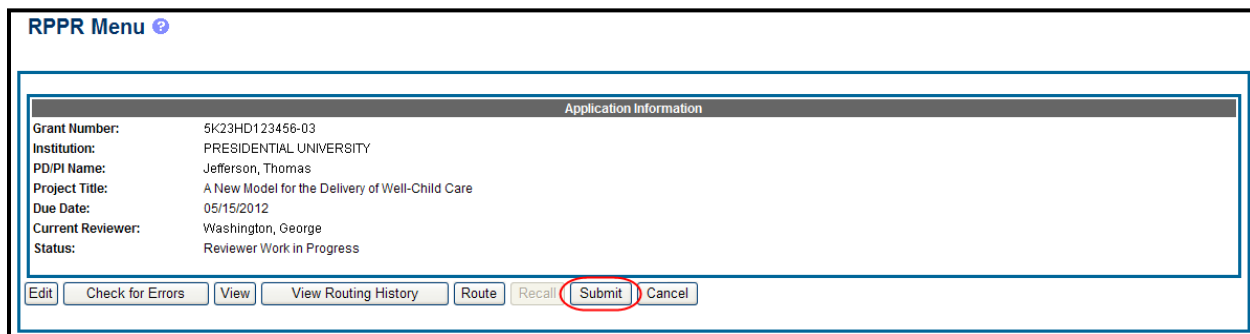 RPPR Menu ?
Application Information
Grant Number: 5K23HD123456-03
Institution: PRESIDENTIAL UNIVERSITY
PD/PI Name: Jefferson, Thomas
Project Title: A New Model for the Delivery of Well-Child Care
Due Date: 05/15/2012
Current Reviewer: Washington, George
Status: Reviewer Work in Progress
Edit Check for Errors View View Routing History Route Recall Submit Cancel